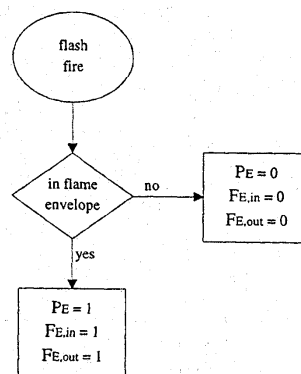 flash
fire
in flame
envelope
no
PE = 0
FE,in = 0
FE,out = 0
yes
PE = 1
FE,in = 1
FE,out = 1